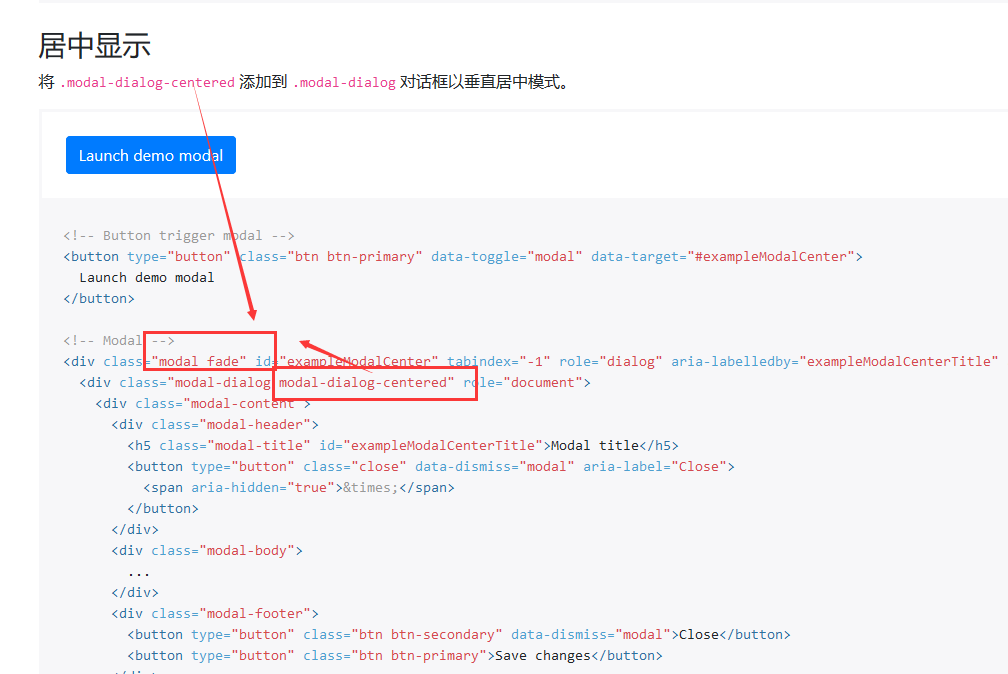 居中显示
将 .modal-dialog-centered 添加到 .modal-dialog 对话框以垂直居中模式。
Launch demo modal
<!-- Button trigger modal -->
<button type="button" class="btn btn-primary" data-toggle="modal" data-target="#exampleModalCenter">
Launch demo modal
</button>
<!-- Modal -->
<div class="modal fade" id="exampleModalCenter" tabindex="-1" role="dialog" aria-labelledby="exampleModalCenterTitle"
<div class="modal-dialog modal-dialog-centered" role="document">
<div class="modal-content">
<div class="modal-header">
<h5 class="modal-title" id="exampleModalCenterTitle">Modal title</h5>
<button type="button" class="close" data-dismiss="modal" aria-label="Close">
<span aria-hidden="true">&times;</span>
</button>
</div>
<div class="modal-body">
...
</div>
<div class="modal-footer">
<button type="button" class="btn btn-secondary" data-dismiss="modal">Close</button>
<button type="button" class="btn btn-primary">Save changes</button>